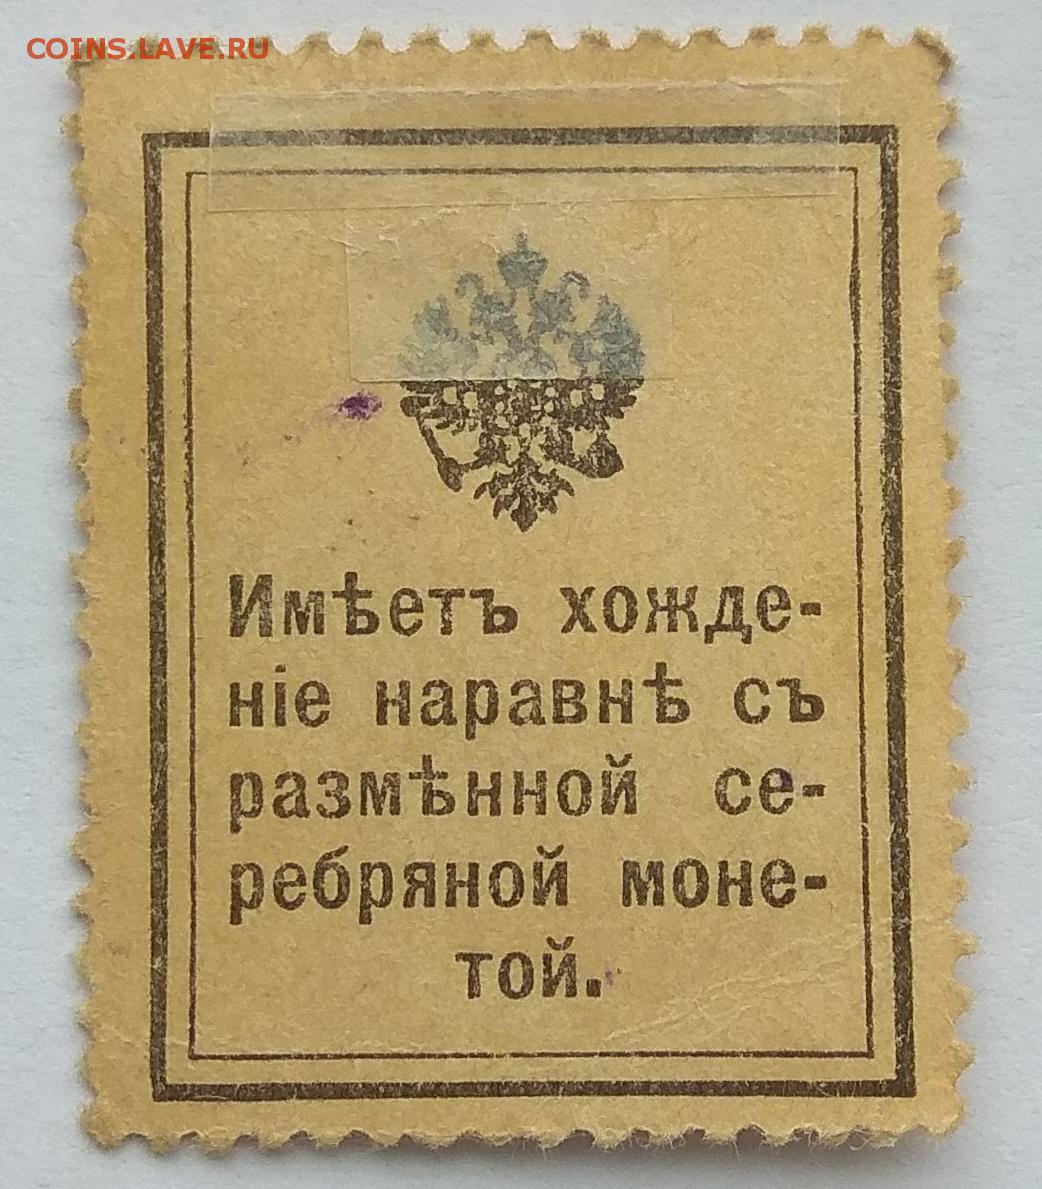 COINS.LAVE.RU
Имѣетъ хожде-
ніе наравнѣ съ
размѣнной се-
ребряной моне-
той.